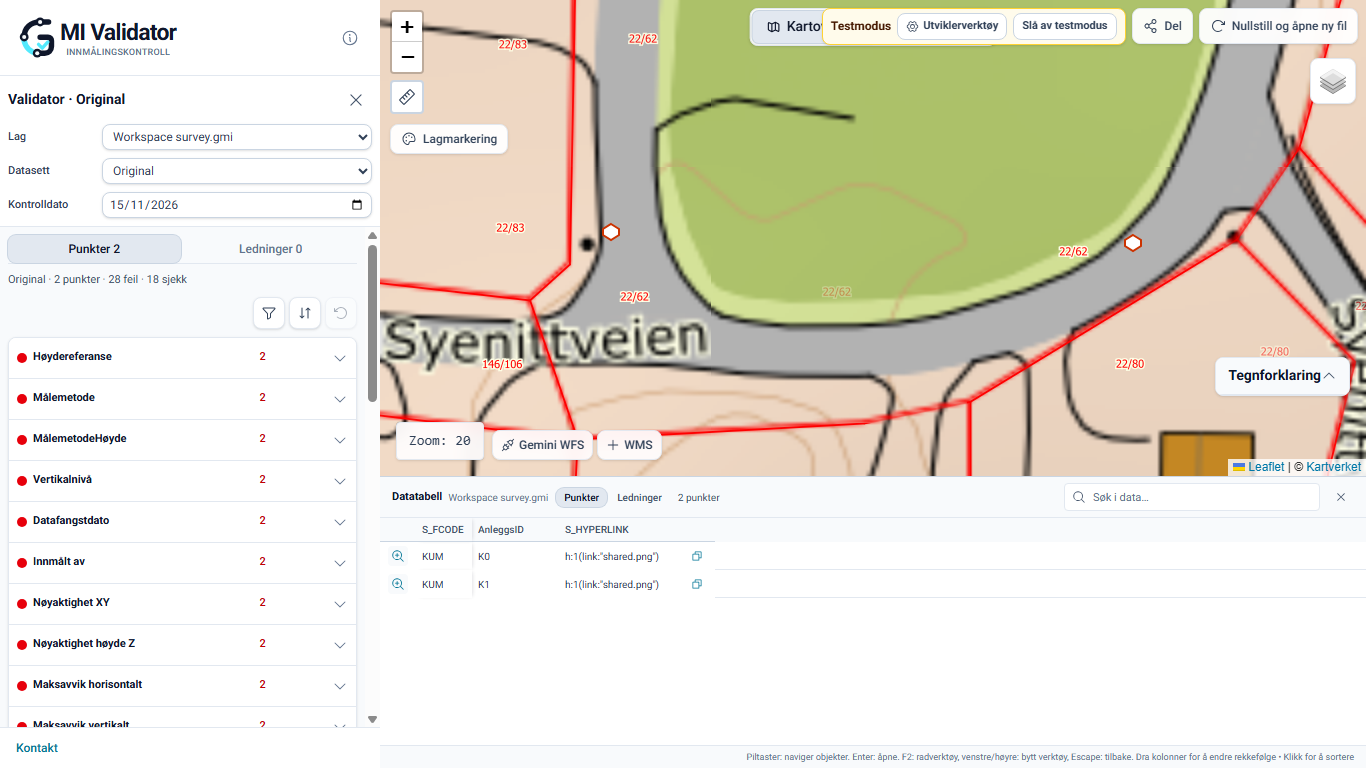 MI Validator
INNMÅLINGSKONTROLL
Validator · Original
Lag
Workspace survey.gmi
Datasett
Original
Kontrolldato
15/11/2026
Punkter 2
Ledninger 0
Original · 2 punkter · 28 feil · 18 sjekk
Høydereferanse 2
Målemetode 2
MålemetodeHøyde 2
Vertikalnivå 2
Datafangstdato 2
Innmålt av 2
Nøyaktighet XY 2
Nøyaktighet høyde Z 2
Maksavvik horisontalt 2
Maksavvik vertikalt 2
Kontakt
+
−
Lagmarkering
Testmodus
Utviklerverktøy
Slå av testmodus
Del
Nullstill og åpne ny fil
22/83
22/62
22/83
22/62
22/62
22/62
Syenittveien
146/106
22/80
22/80
Tegnforklaring
Zoom: 20
Gemini WFS
WMS
Leaflet | © Kartverket
Datatabell
Workspace survey.gmi
Punkter
Ledninger
2 punkter
Søk i data...
S_FCODE AnleggsID S_HYPERLINK
KUM K0 h:1(link:"shared.png")
KUM K1 h:1(link:"shared.png")
Piltaster: naviger objekter. Enter: åpne. F2: radverktøy, venstre/høyre: bytt verktøy, Escape: tilbake. Dra kolonner for å endre rekkefølge • Klikk for å sortere